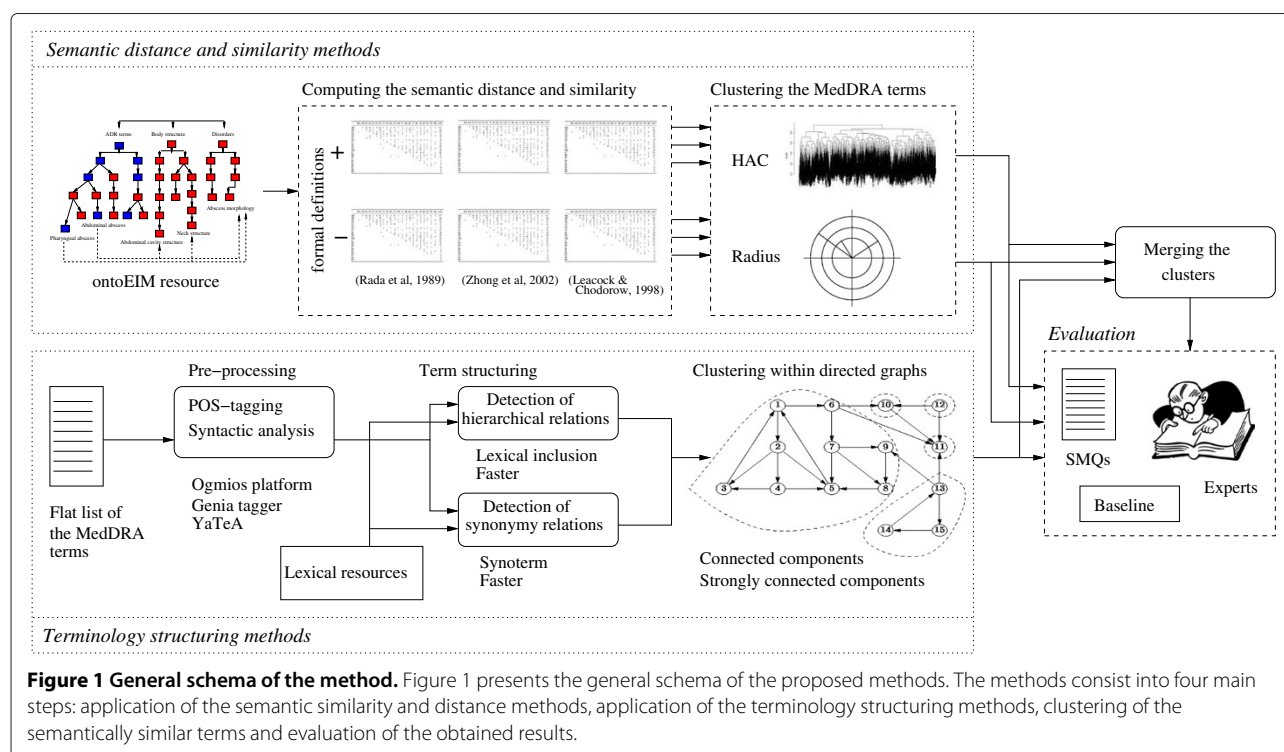 Semantic distance and similarity methods
Computing the semantic distance and similarity
Clustering the MedDRA terms
ADR terms
Body structure
Disorders
Abscess morphology
Abdominal abscess
Pharyngal abscess
Neck structure
Abdominal cavity structure
ontoEIM resource
formal definitions
+
−
(Rada et al, 1989)
(Zhong et al, 2002)
(Leacock &
Chodorow, 1998)
HAC
Radius
Merging the
clusters
Evaluation
SMQs
Baseline
Experts
Pre−processing
POS−tagging
Syntactic analysis
Ogmios platform
Genia tagger
YaTeA
Flat list of
the MedDRA
terms
Term structuring
Detection of
hierarchical relations
Lexical inclusion
Faster
Detection of
synonymy relations
Synoterm
Faster
Lexical resources
Clustering within directed graphs
1
6
10
12
2
7
9
11
3
4
5
8
13
14
15
Connected components
Strongly connected components
Terminology structuring methods
Figure 1 General schema of the method. Figure 1 presents the general schema of the proposed methods. The methods consist into four main
steps: application of the semantic similarity and distance methods, application of the terminology structuring methods, clustering of the
semantically similar terms and evaluation of the obtained results.